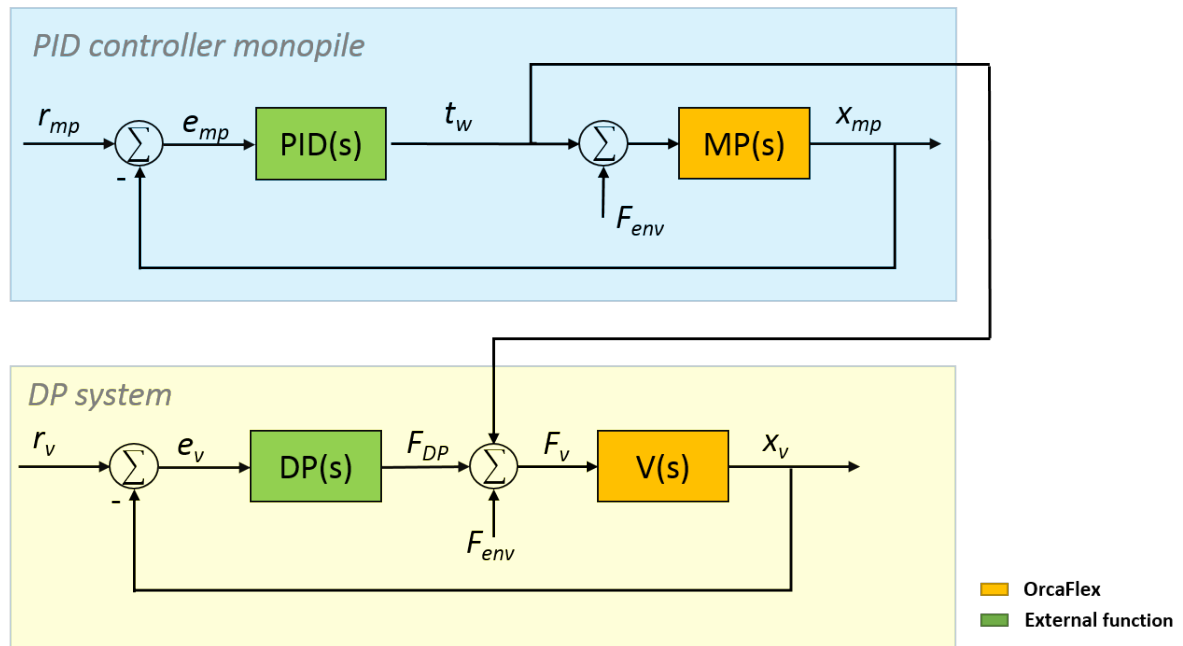 PID controller monopile
r_mp
e_mp
PID(s)
t_w
MP(s)
x_mp
Σ
Σ
-
F_env
DP system
r_v
e_v
DP(s)
F_DP
F_v
V(s)
x_v
Σ
Σ
-
F_env
OrcaFlex
External function